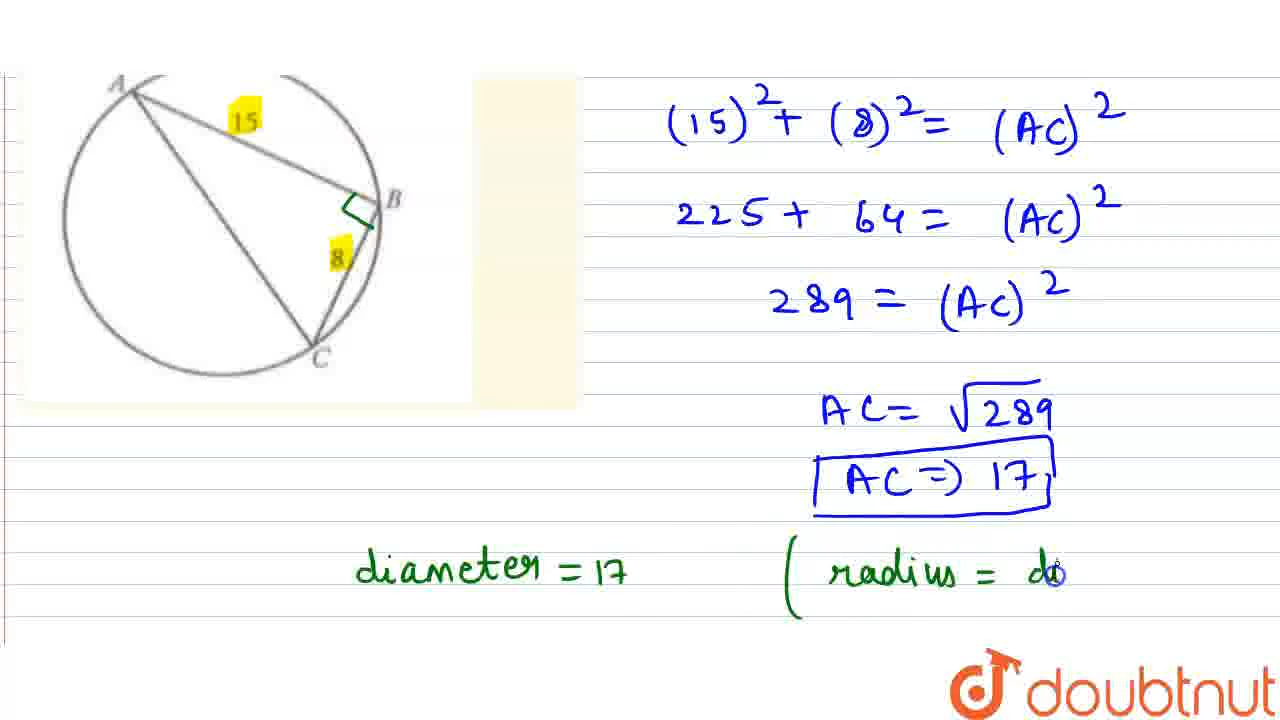 A
15
B
8
C
(15)² + (8)² = (AC)²
225 + 64 = (AC)²
289 = (AC)²
AC = √289
AC => 17
diameter = 17
( radius = di
doubtnut